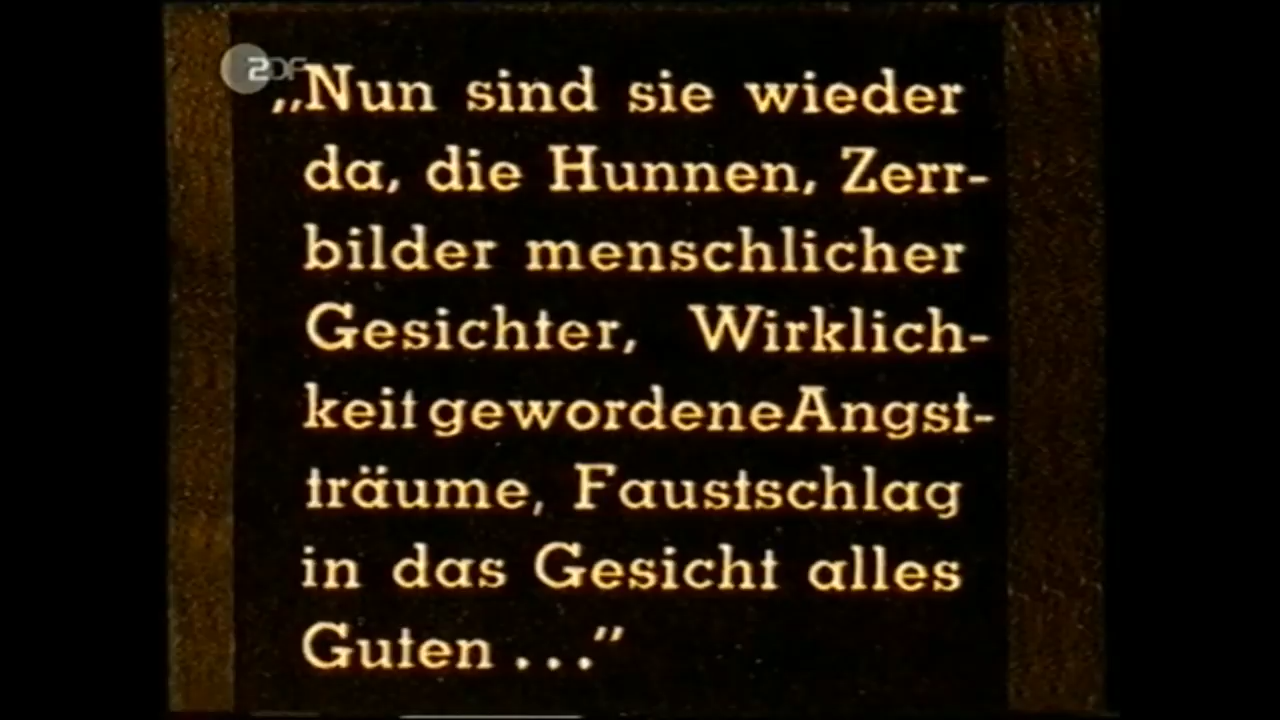 ZDF
„Nun sind sie wieder
da, die Hunnen, Zerr-
bilder menschlicher
Gesichter, Wirklich-
keit gewordene Angst-
träume, Faustschlag
in das Gesicht alles
Guten ...”